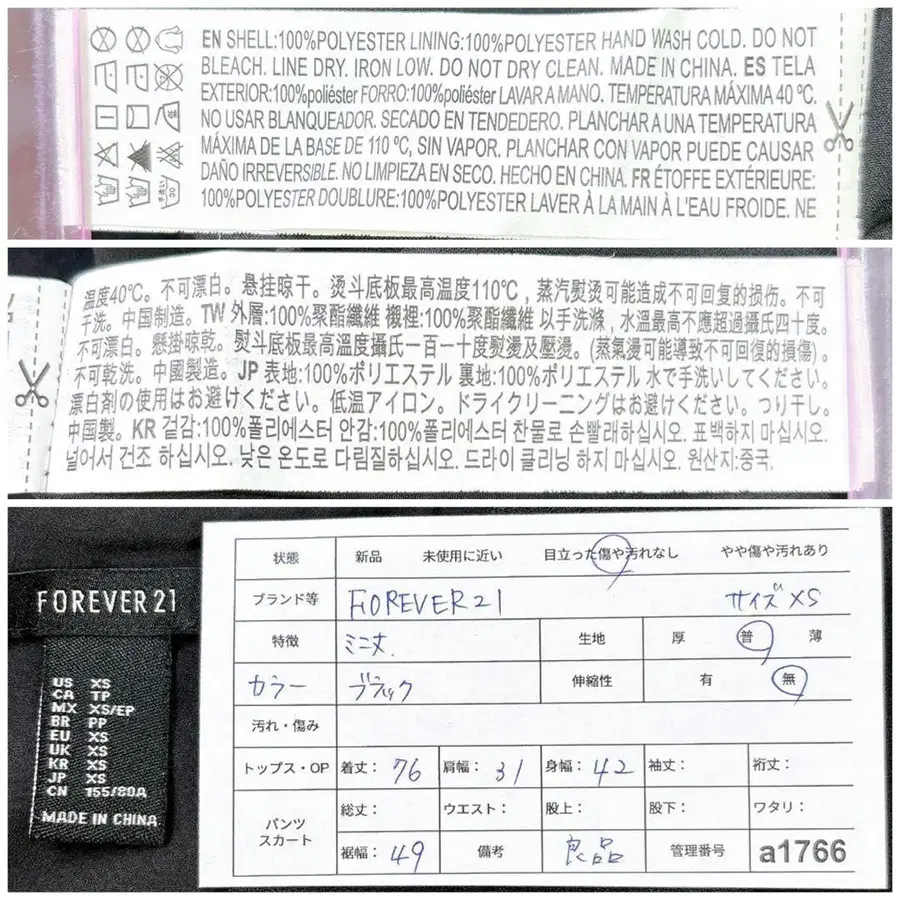 EN SHELL:100%POLYESTER LINING:100%POLYESTER HAND WASH COLD. DO NOT
BLEACH. LINE DRY. IRON LOW. DO NOT DRY CLEAN. MADE IN CHINA. ES TELA
EXTERIOR:100%poliéster FORRO:100%poliéster LAVAR A MANO. TEMPERATURA MÁXIMA 40 ºC.
NO USAR BLANQUEADOR. SECADO EN TENDEDERO. PLANCHAR A UNA TEMPERATURA
MÁXIMA DE LA BASE DE 110 ºC, SIN VAPOR. PLANCHAR CON VAPOR PUEDE CAUSAR
DAÑO IRREVERSIBLE. NO LIMPIEZA EN SECO. HECHO EN CHINA. FR ÉTOFFE EXTÉRIEURE:
100%POLYESTER DOUBLURE:100%POLYESTER LAVER À LA MAIN À L'EAU FROIDE. NE
温度40℃。不可漂白。悬挂晾干。烫斗底板最高温度110℃，蒸汽熨烫可能造成不可回复的损伤。不可
干洗。中国制造。TW 外層:100%聚酯纖維 襯裡:100%聚酯纖維 以手洗滌，水溫最高不應超過攝氏四十度。
不可漂白。懸掛晾乾。熨斗底板最高溫度攝氏一百一十度熨燙及壓燙。(蒸氣燙可能導致不可回復的損傷)。
不可乾洗。中國製造。JP 表地:100%ポリエステル 裏地:100%ポリエステル 水で手洗いしてください。
漂白剤の使用はお避けください。低温アイロン。ドライクリーニングはお避けください。つり干し。
中国製。KR 겉감:100%폴리에스터 안감:100%폴리에스터 찬물로 손빨래하십시오. 표백하지 마십시오.
널어서 건조 하십시오. 낮은 온도로 다림질하십시오. 드라이 클리닝 하지 마십시오. 원산지:중국.
FOREVER 21
US XS
CA TP
MX XS/EP
BR PP
EU XS
UK XS
KR XS
JP XS
CN 155/80A
MADE IN CHINA
状態 新品 未使用に近い 目立った傷や汚れなし やや傷や汚れあり
ブランド等 FOREVER21 サイズ XS
特徴 ミニ丈. 生地 厚 普 薄
カラー ブラック 伸縮性 有 無
汚れ・傷み
トップス・OP 着丈： 76 肩幅： 31 身幅： 42 袖丈： 裄丈：
パンツ スカート 総丈： ウエスト： 股上： 股下： ワタリ：
裾幅： 49 備考 良品 管理番号 a1766